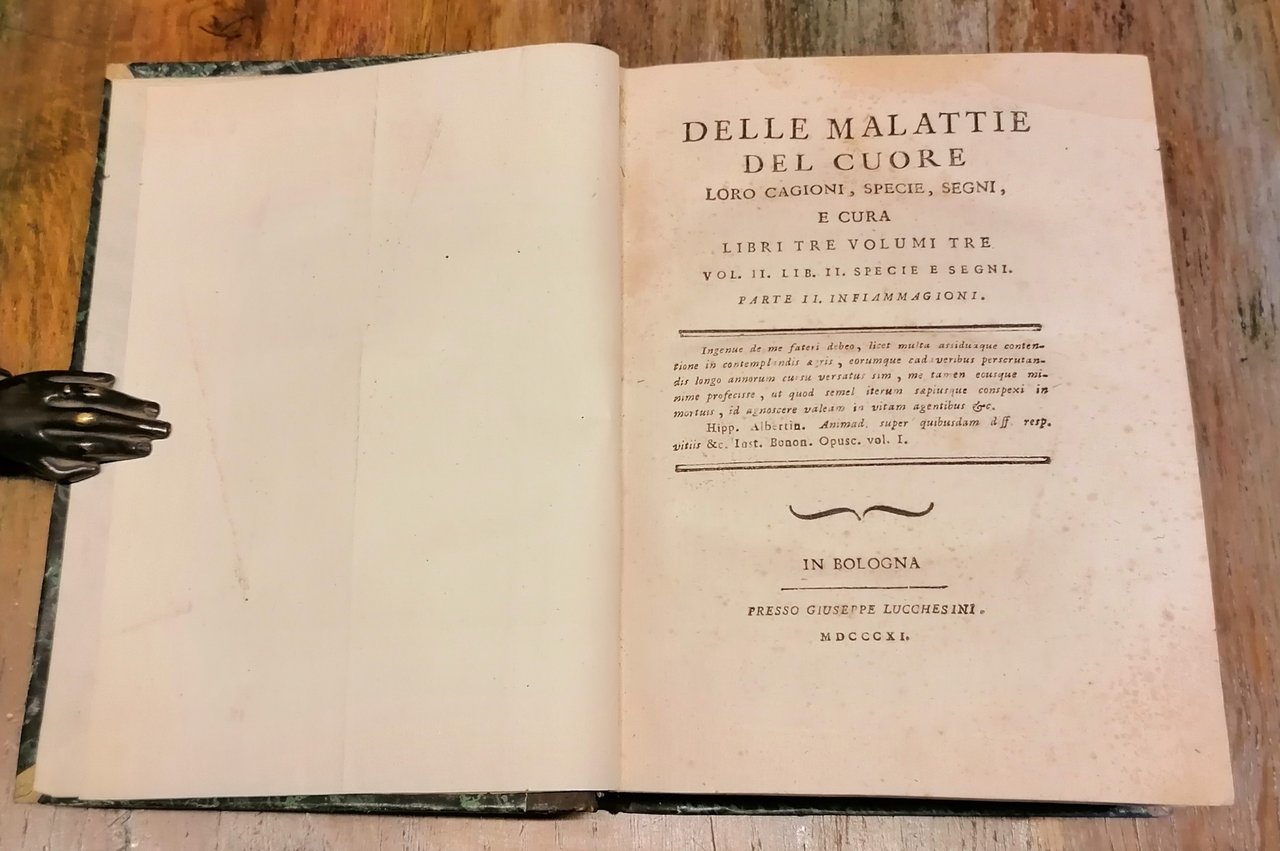 DELLE MALATTIE
DEL CUORE
LORO CAGIONI, SPECIE, SEGNI,
E CURA
LIBRI TRE VOLUMI TRE
VOL. II. LIB. II. SPECIE E SEGNI.
PARTE II. INFIAMMAGIONI.
Ingenue de me fateri debeo, licet multa assiduaque conten-
tione in contemplandis ægris, eorumque cadaveribus perscrutan-
dis longo annorum cursu versatus sim, me tamen eousque mi-
nime profecisse, ut quod semel iterum sæpiusque conspexi in
mortuis, id agnoscere valeam in vitam agentibus &c.
Hipp. Albertin. Animad. super quibusdam diff. resp.
vitiis &c. Inst. Bonon. Opusc. vol. I.
IN BOLOGNA
PRESSO GIUSEPPE LUCCHESINI.
MDCCCXI.